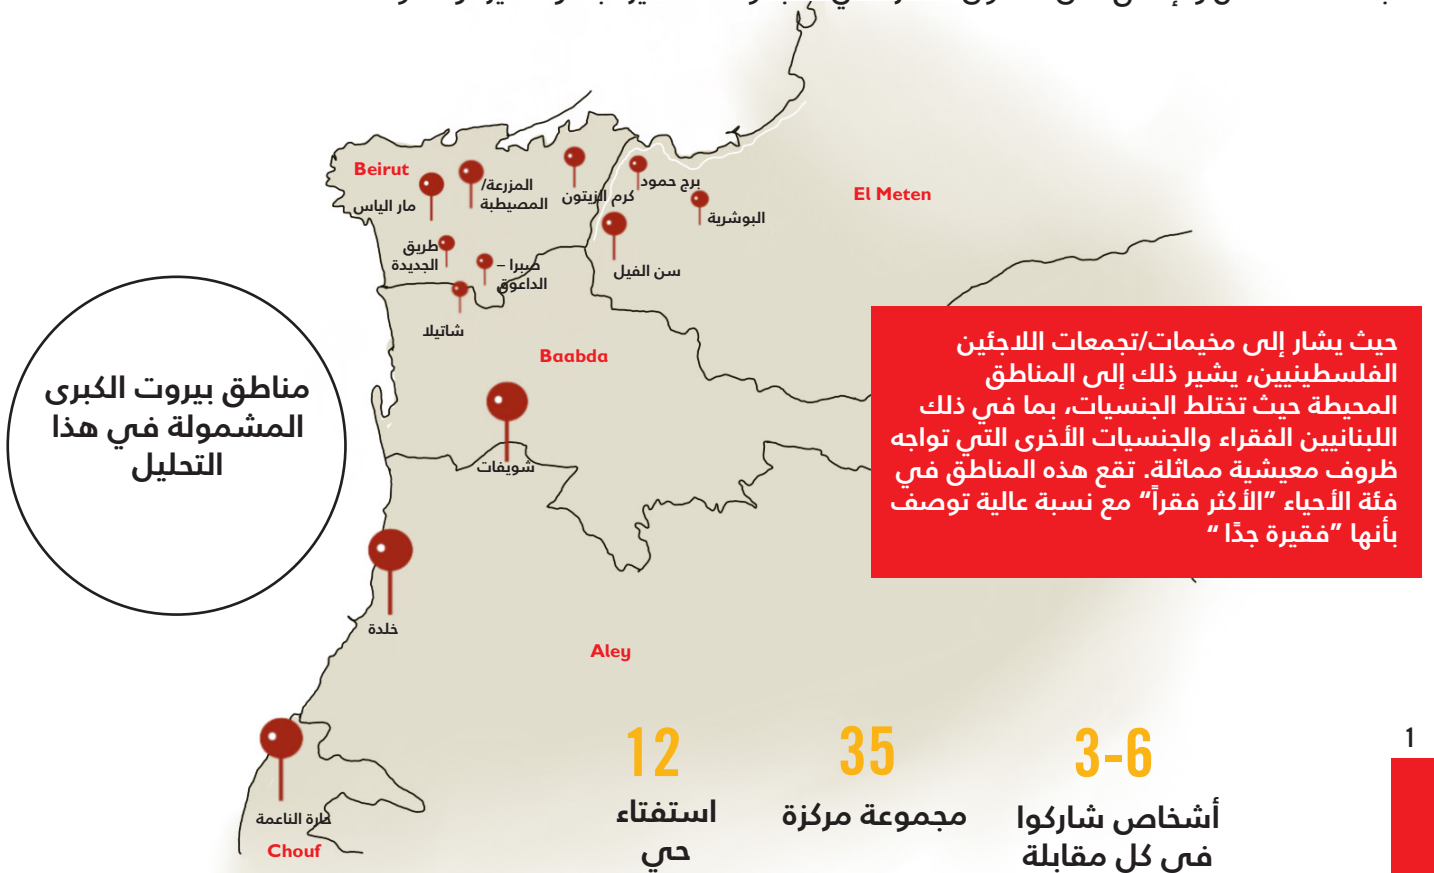 Beirut
El Meten
مار الياس
المزرعة/
المصيطبة
كرم الزيتون
برج حمود
البوشرية
سن الفيل
طريق
الجديدة
صبرا –
الداعوق
شاتيلا
Baabda
شويفات
خلدة
Aley
حارة الناعمة
Chouf
مناطق بيروت الكبرى
المشمولة في هذا
التحليل
حيث يشار إلى مخيمات/تجمعات اللاجئين
الفلسطينيين، يشير ذلك إلى المناطق
المحيطة حيث تختلط الجنسيات، بما في ذلك
اللبنانيين الفقراء والجنسيات الأخرى التي تواجه
ظروف معيشية مماثلة. تقع هذه المناطق في
فئة الأحياء "الأكثر فقراً" مع نسبة عالية توصف
بأنها "فقيرة جدًا "
3-6
أشخاص شاركوا
في كل مقابلة
35
مجموعة مركزة
12
استفتاء
حي
1